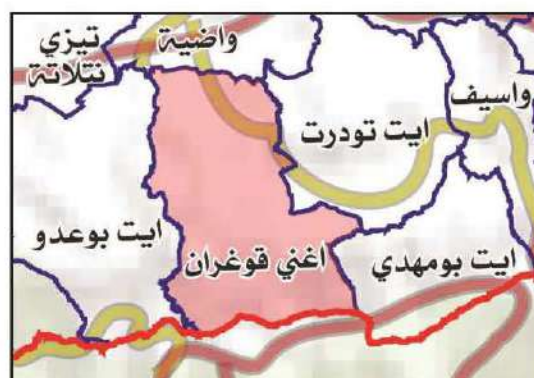 واضية
تيزي
نتلاتة
واسيف
ايت تودرت
ايت بوعدو
اغني قوغران
ايت بومهدي